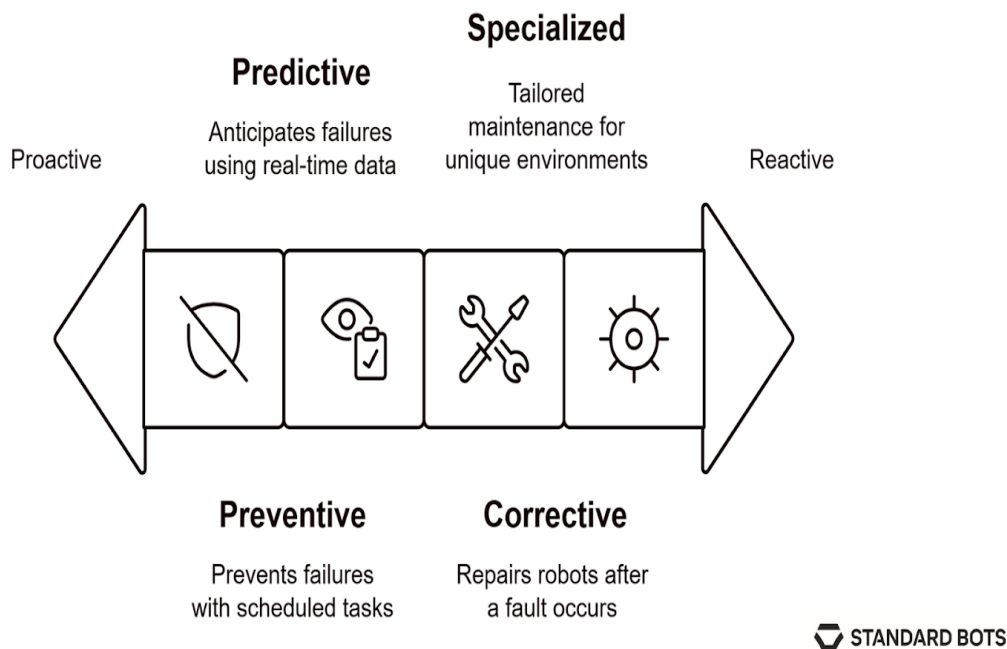 Specialized
Predictive
Tailored
maintenance for
unique environments
Anticipates failures
using real-time data
Proactive
Reactive
Preventive
Corrective
Prevents failures
with scheduled tasks
Repairs robots after
a fault occurs
STANDARD BOTS